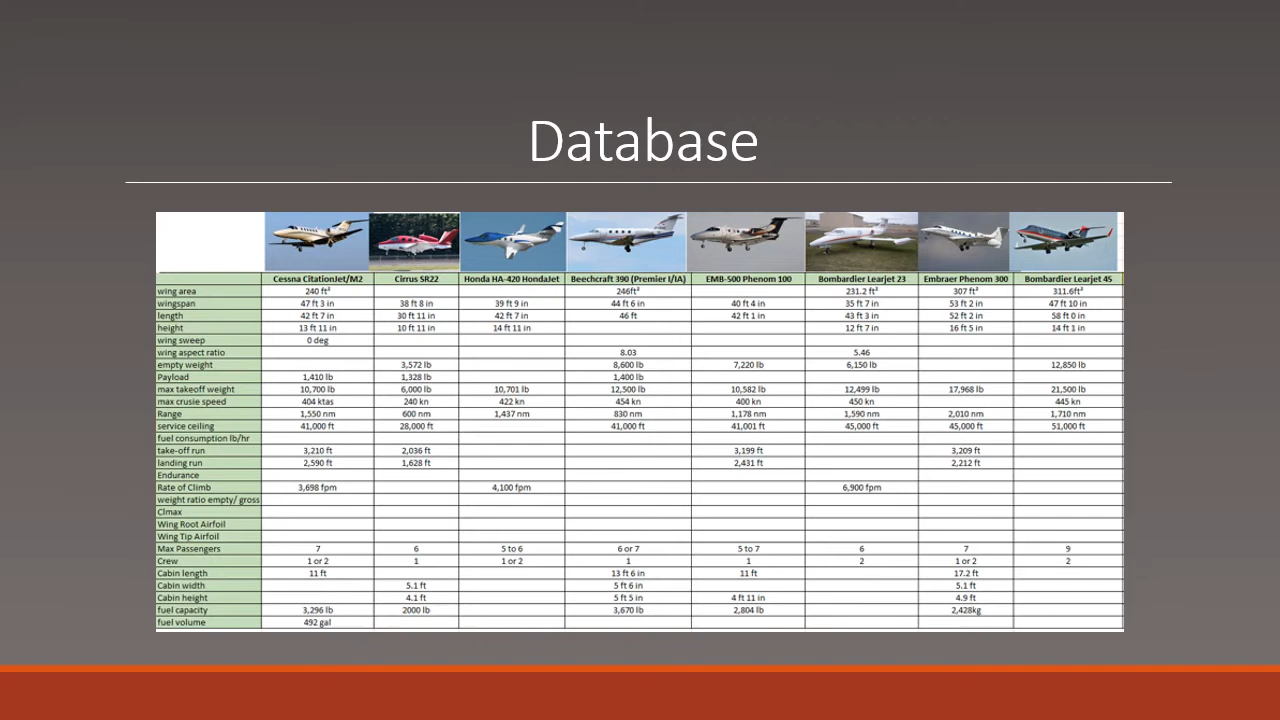 Database
Cessna CitationJet/M2 Cirrus SR22 Honda HA-420 HondaJet Beechcraft 390 (Premier I/IA) EMB-500 Phenom 100 Bombardier Learjet 23 Embraer Phenom 300 Bombardier Learjet 45
wing area 240 ft² 246ft² 231.2 ft² 307 ft² 311.6ft²
wingspan 47 ft 3 in 38 ft 8 in 39 ft 9 in 44 ft 6 in 40 ft 4 in 35 ft 7 in 53 ft 2 in 47 ft 10 in
length 42 ft 7 in 30 ft 11 in 42 ft 7 in 46 ft 42 ft 1 in 43 ft 3 in 52 ft 2 in 58 ft 0 in
height 13 ft 11 in 10 ft 11 in 14 ft 11 in 12 ft 7 in 16 ft 5 in 14 ft 1 in
wing sweep 0 deg
wing aspect ratio 8.03 5.46
empty weight 3,572 lb 8,600 lb 7,220 lb 6,150 lb 12,850 lb
Payload 1,410 lb 1,328 lb 1,400 lb
max takeoff weight 10,700 lb 6,000 lb 10,701 lb 12,500 lb 10,582 lb 12,499 lb 17,968 lb 21,500 lb
max crusie speed 404 ktas 240 kn 422 kn 454 kn 400 kn 450 kn 445 kn
Range 1,550 nm 600 nm 1,437 nm 830 nm 1,178 nm 1,590 nm 2,010 nm 1,710 nm
service ceiling 41,000 ft 28,000 ft 41,000 ft 41,001 ft 45,000 ft 45,000 ft 51,000 ft
fuel consumption lb/hr
take-off run 3,210 ft 2,036 ft 3,199 ft 3,209 ft
landing run 2,590 ft 1,628 ft 2,431 ft 2,212 ft
Endurance
Rate of Climb 3,698 fpm 4,100 fpm 6,900 fpm
weight ratio empty/ gross
Clmax
Wing Root Airfoil
Wing Tip Airfoil
Max Passengers 7 6 5 to 6 6 or 7 5 to 7 6 7 9
Crew 1 or 2 1 1 or 2 1 1 2 1 or 2 2
Cabin length 11 ft 13 ft 6 in 11 ft 17.2 ft
Cabin width 5.1 ft 5 ft 6 in 5.1 ft
Cabin height 4.1 ft 5 ft 5 in 4 ft 11 in 4.9 ft
fuel capacity 3,296 lb 2000 lb 3,670 lb 2,804 lb 2,428kg
fuel volume 492 gal